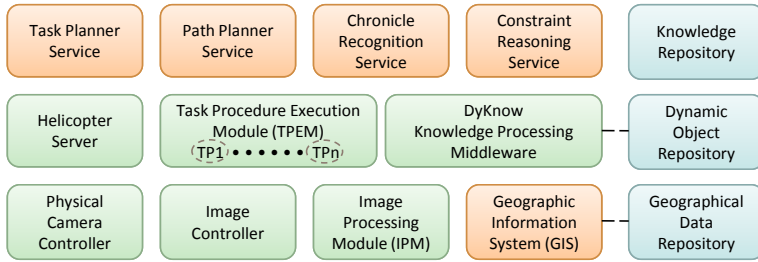 Task Planner
Service
Path Planner
Service
Chronicle
Recognition
Service
Constraint
Reasoning
Service
Knowledge
Repository
Helicopter
Server
Task Procedure Execution
Module (TPEM)
TP1 • • • • • • TPn
DyKnow
Knowledge Processing
Middleware
Dynamic
Object
Repository
Physical
Camera
Controller
Image
Controller
Image
Processing
Module (IPM)
Geographic
Information
System (GIS)
Geographical
Data
Repository